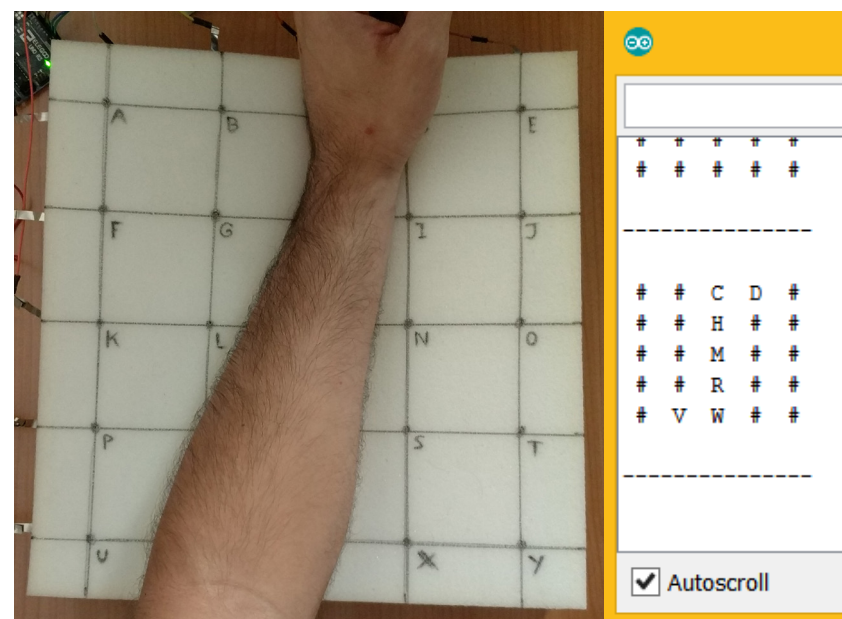 A B E
F G I J
K L N O
P S T
U X Y
# # # # #
# # # # #
---------------
# # C D #
# # H # #
# # M # #
# # R # #
# V W # #
---------------
Autoscroll